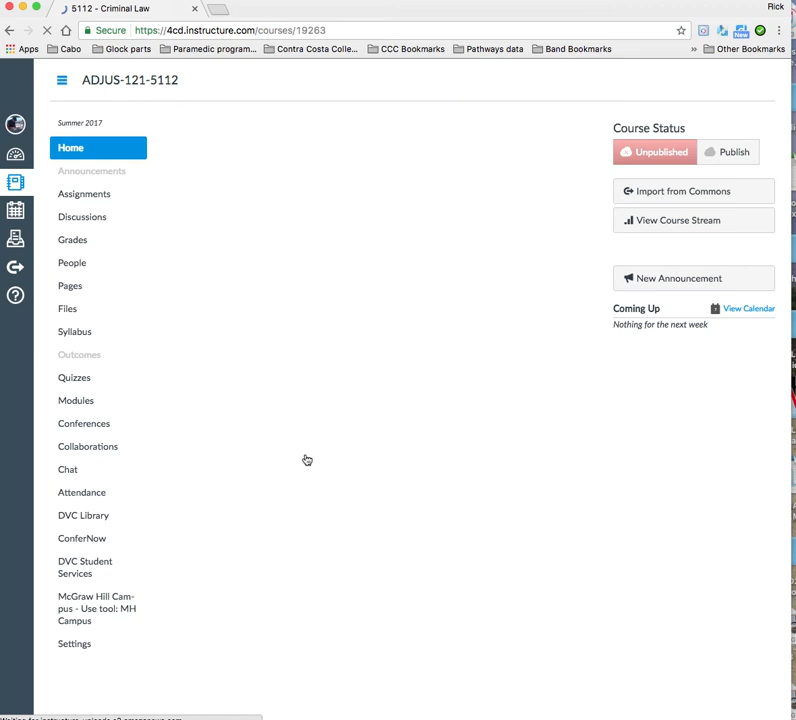 5112 - Criminal Law
Rick
Secure https://4cd.instructure.com/courses/19263
New
Apps Cabo Glock parts Paramedic program... Contra Costa Colle... CCC Bookmarks Pathways data Band Bookmarks » Other Bookmarks
ADJUS-121-5112
Summer 2017
Home
Announcements
Assignments
Discussions
Grades
People
Pages
Files
Syllabus
Outcomes
Quizzes
Modules
Conferences
Collaborations
Chat
Attendance
DVC Library
ConferNow
DVC Student
Services
McGraw Hill Cam-
pus - Use tool: MH
Campus
Settings
Course Status
Unpublished Publish
Import from Commons
View Course Stream
New Announcement
Coming Up View Calendar
Nothing for the next week